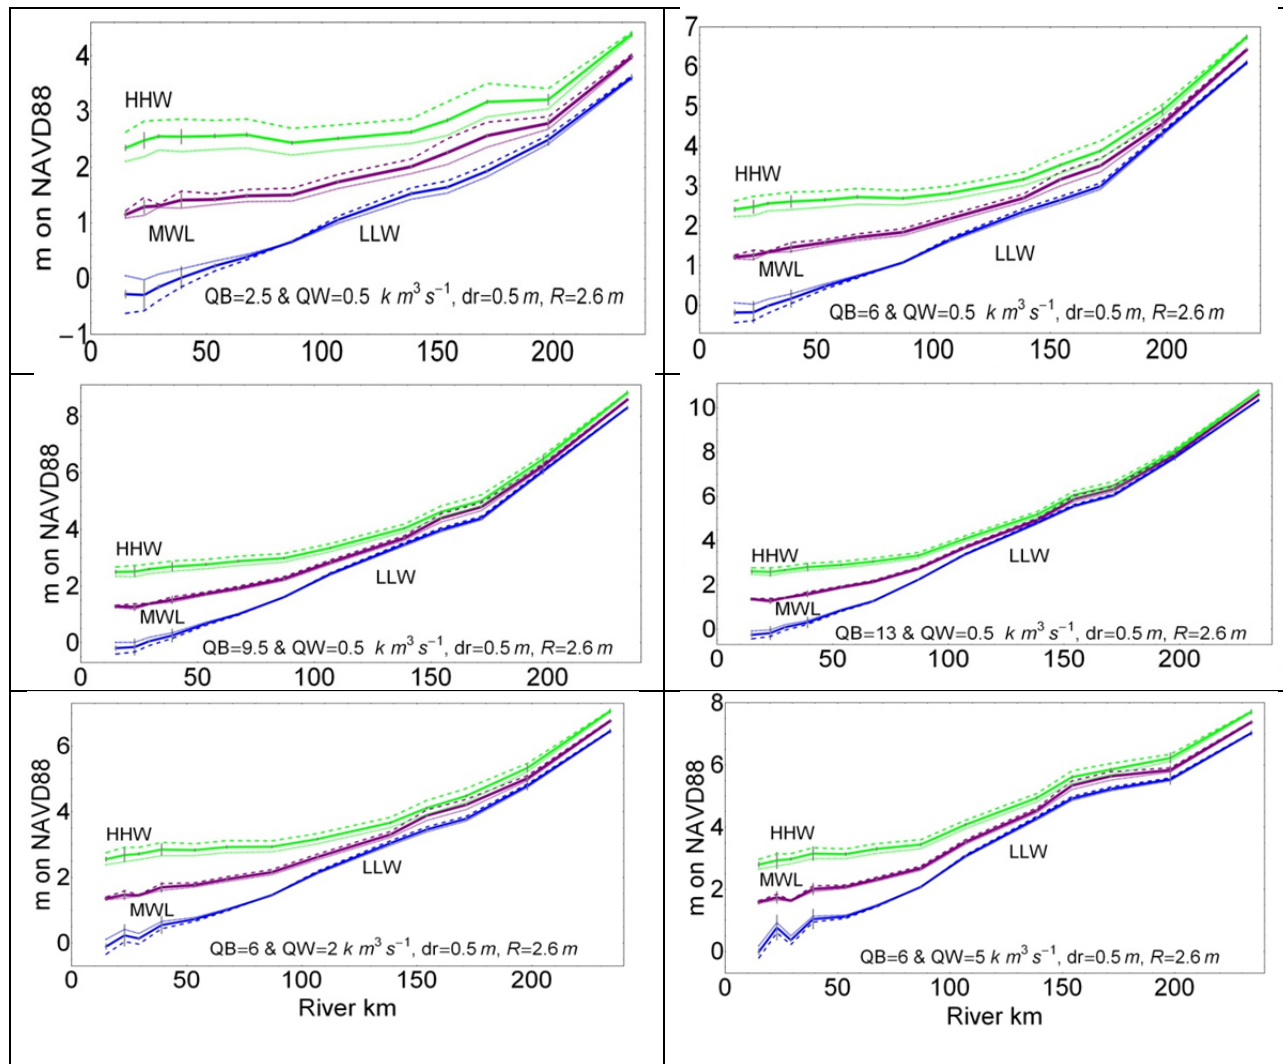 4
3
2
1
0
−1
m on NAVD88
HHW
MWL
LLW
QB=2.5 & QW=0.5 k m³ s⁻¹, dr=0.5 m, R=2.6 m
0 50 100 150 200
7
6
5
4
3
2
1
0
m on NAVD88
HHW
MWL
LLW
QB=6 & QW=0.5 k m³ s⁻¹, dr=0.5 m, R=2.6 m
0 50 100 150 200
8
6
4
2
0
m on NAVD88
HHW
MWL
LLW
QB=9.5 & QW=0.5 k m³ s⁻¹, dr=0.5 m, R=2.6 m
0 50 100 150 200
10
8
6
4
2
0
m on NAVD88
HHW
MWL
LLW
QB=13 & QW=0.5 k m³ s⁻¹, dr=0.5 m, R=2.6 m
0 50 100 150 200
6
4
2
0
m on NAVD88
HHW
MWL
LLW
QB=6 & QW=2 k m³ s⁻¹, dr=0.5 m, R=2.6 m
0 50 100 150 200
River km
8
6
4
2
0
m on NAVD88
HHW
MWL
LLW
QB=6 & QW=5 k m³ s⁻¹, dr=0.5 m, R=2.6 m
0 50 100 150 200
River km